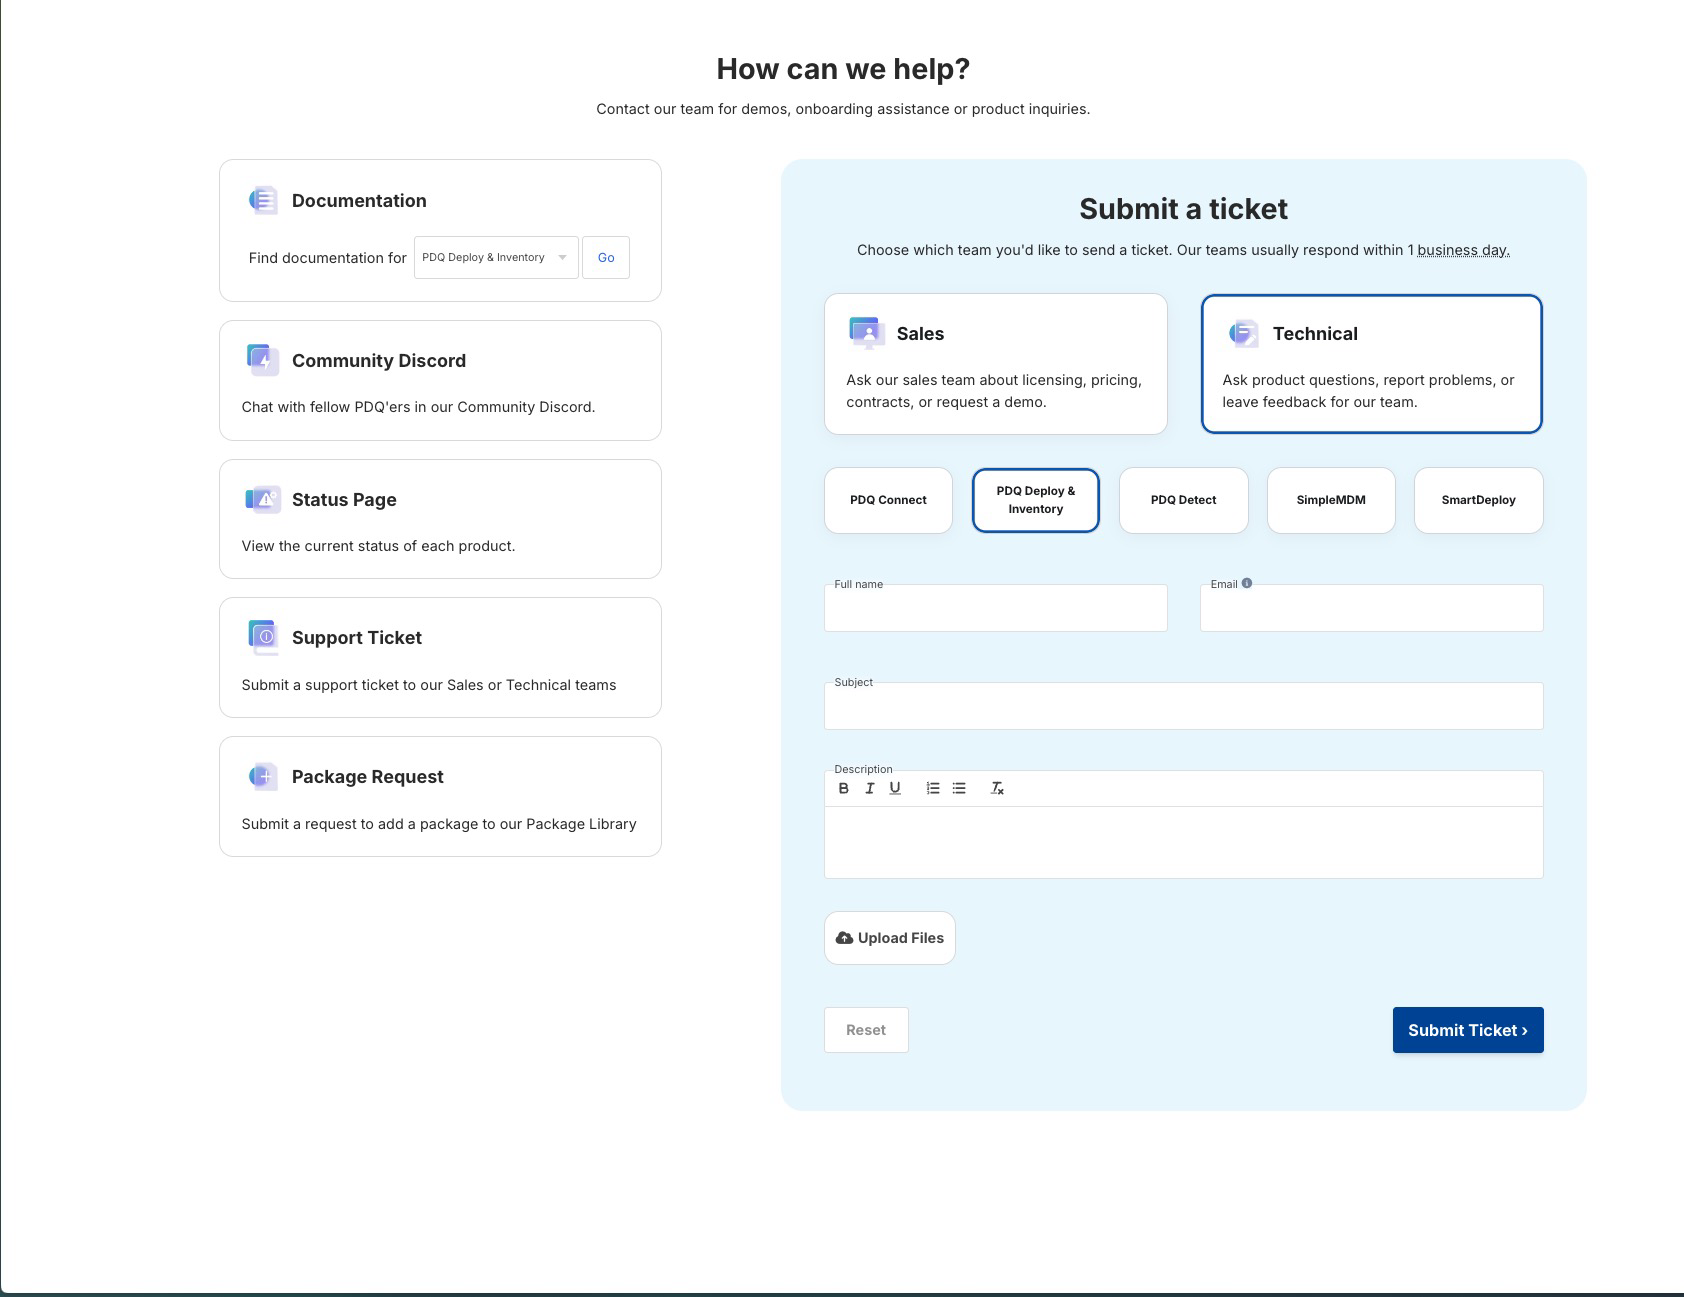 How can we help?
Contact our team for demos, onboarding assistance or product inquiries.
Documentation
Find documentation for PDQ Deploy & Inventory Go
Community Discord
Chat with fellow PDQ'ers in our Community Discord.
Status Page
View the current status of each product.
Support Ticket
Submit a support ticket to our Sales or Technical teams
Package Request
Submit a request to add a package to our Package Library
Submit a ticket
Choose which team you'd like to send a ticket. Our teams usually respond within 1 business day.
Sales
Ask our sales team about licensing, pricing,
contracts, or request a demo.
Technical
Ask product questions, report problems, or
leave feedback for our team.
PDQ Connect
PDQ Deploy &
Inventory
PDQ Detect
SimpleMDM
SmartDeploy
Full name
Email
Subject
Description
Upload Files
Reset
Submit Ticket ›